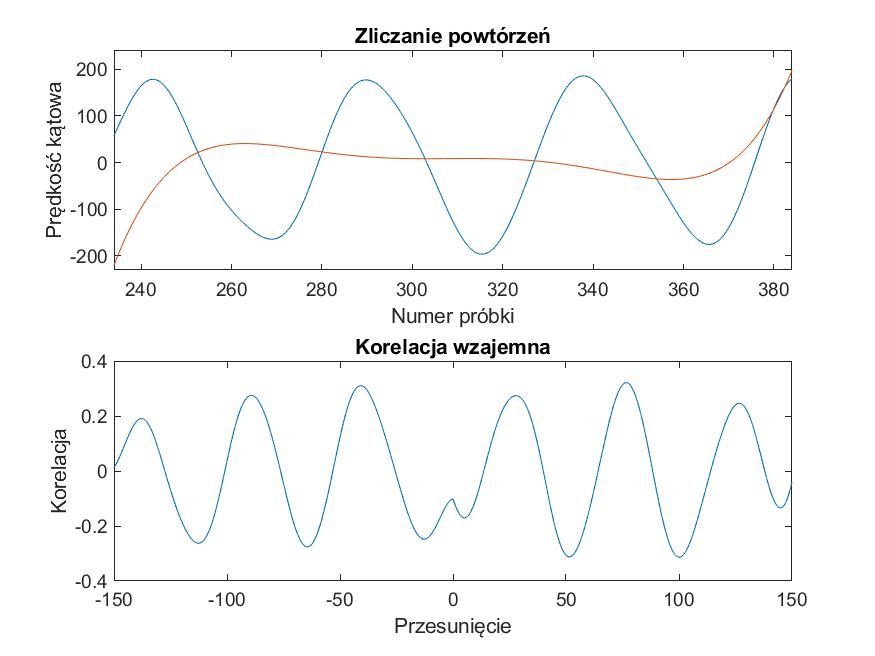 Zliczanie powtórzeń
Prędkość kątowa
200
100
0
-100
-200
240 260 280 300 320 340 360 380
Numer próbki
Korelacja wzajemna
Korelacja
0.4
0.2
0
-0.2
-0.4
-150 -100 -50 0 50 100 150
Przesunięcie